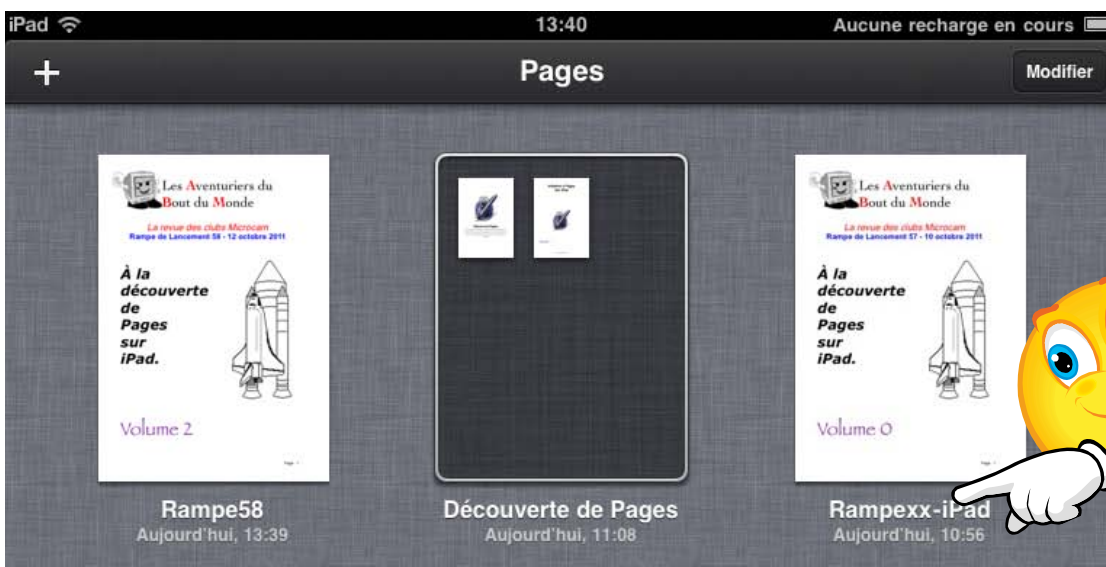 iPad 13:40 Aucune recharge en cours
+ Pages Modifier
Les Aventuriers du
Bout du Monde
La revue des clubs Microcam
Rampe de Lancement 58 - 12 octobre 2011
À la
découverte
de
Pages
sur
iPad.
Volume 2
Rampe58
Aujourd'hui, 13:39
Découverte de Pages
Aujourd'hui, 11:08
Les Aventuriers du
Bout du Monde
La revue des clubs Microcam
Rampe de Lancement 57 - 10 octobre 2011
À la
découverte
de
Pages
sur
iPad.
Volume 0
Rampexx-iPad
Aujourd'hui, 10:56